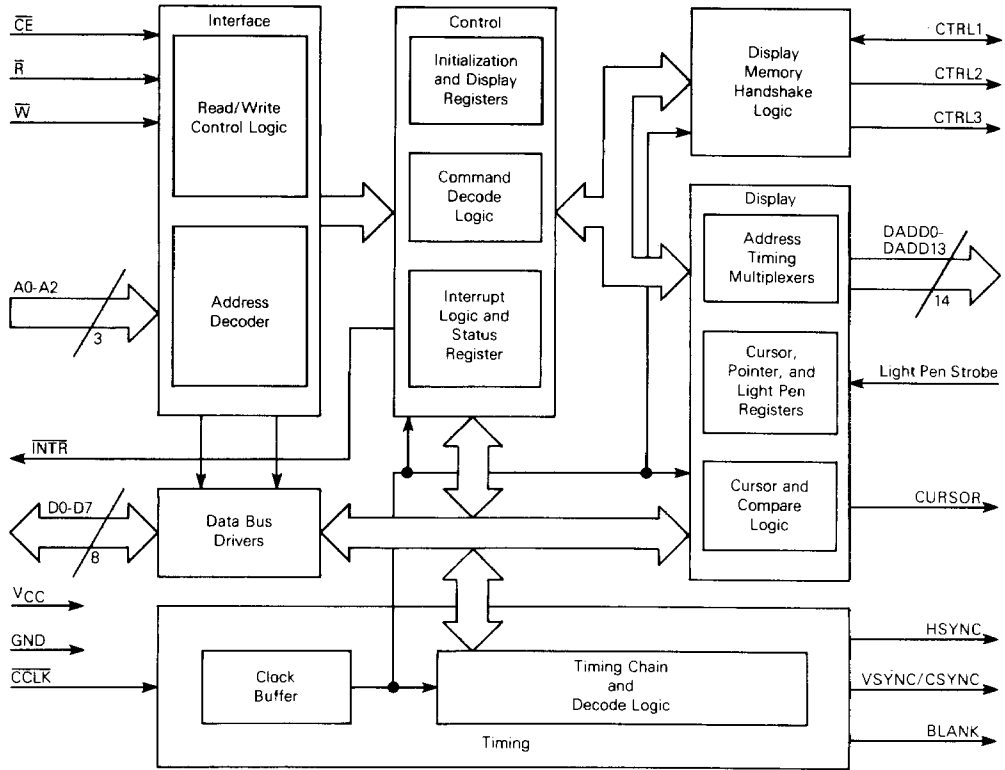 Interface
Control
CE
R
W
Read/Write
Control Logic
Address
Decoder
Initialization
and Display
Registers
Command
Decode
Logic
Interrupt
Logic and
Status
Register
Display
Memory
Handshake
Logic
CTRL1
CTRL2
CTRL3
Display
Address
Timing
Multiplexers
DADD0-
DADD13
14
Cursor,
Pointer, and
Light Pen
Registers
Light Pen Strobe
Cursor and
Compare
Logic
CURSOR
A0-A2
3
INTR
D0-D7
8
Data Bus
Drivers
VCC
GND
CCLK
Clock
Buffer
Timing Chain
and
Decode Logic
Timing
HSYNC
VSYNC/CSYNC
BLANK